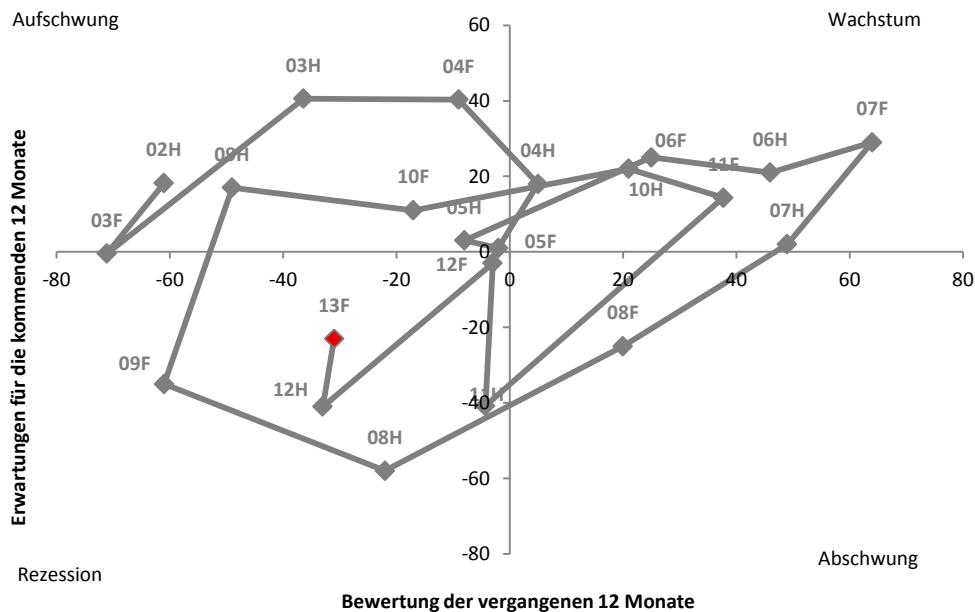 Aufschwung
60
Wachstum
03H
04F
07F
40
02H
09H
04H
06F
06H
11F
20
10F
10H
03F
05H
07H
0
-80
-60
-40
-20
0
20
40
60
80
12F
05F
13F
08F
-20
09F
12H
11H
-40
08H
-60
-80
Rezession
Abschwung
Erwartungen für die kommenden 12 Monate
Bewertung der vergangenen 12 Monate